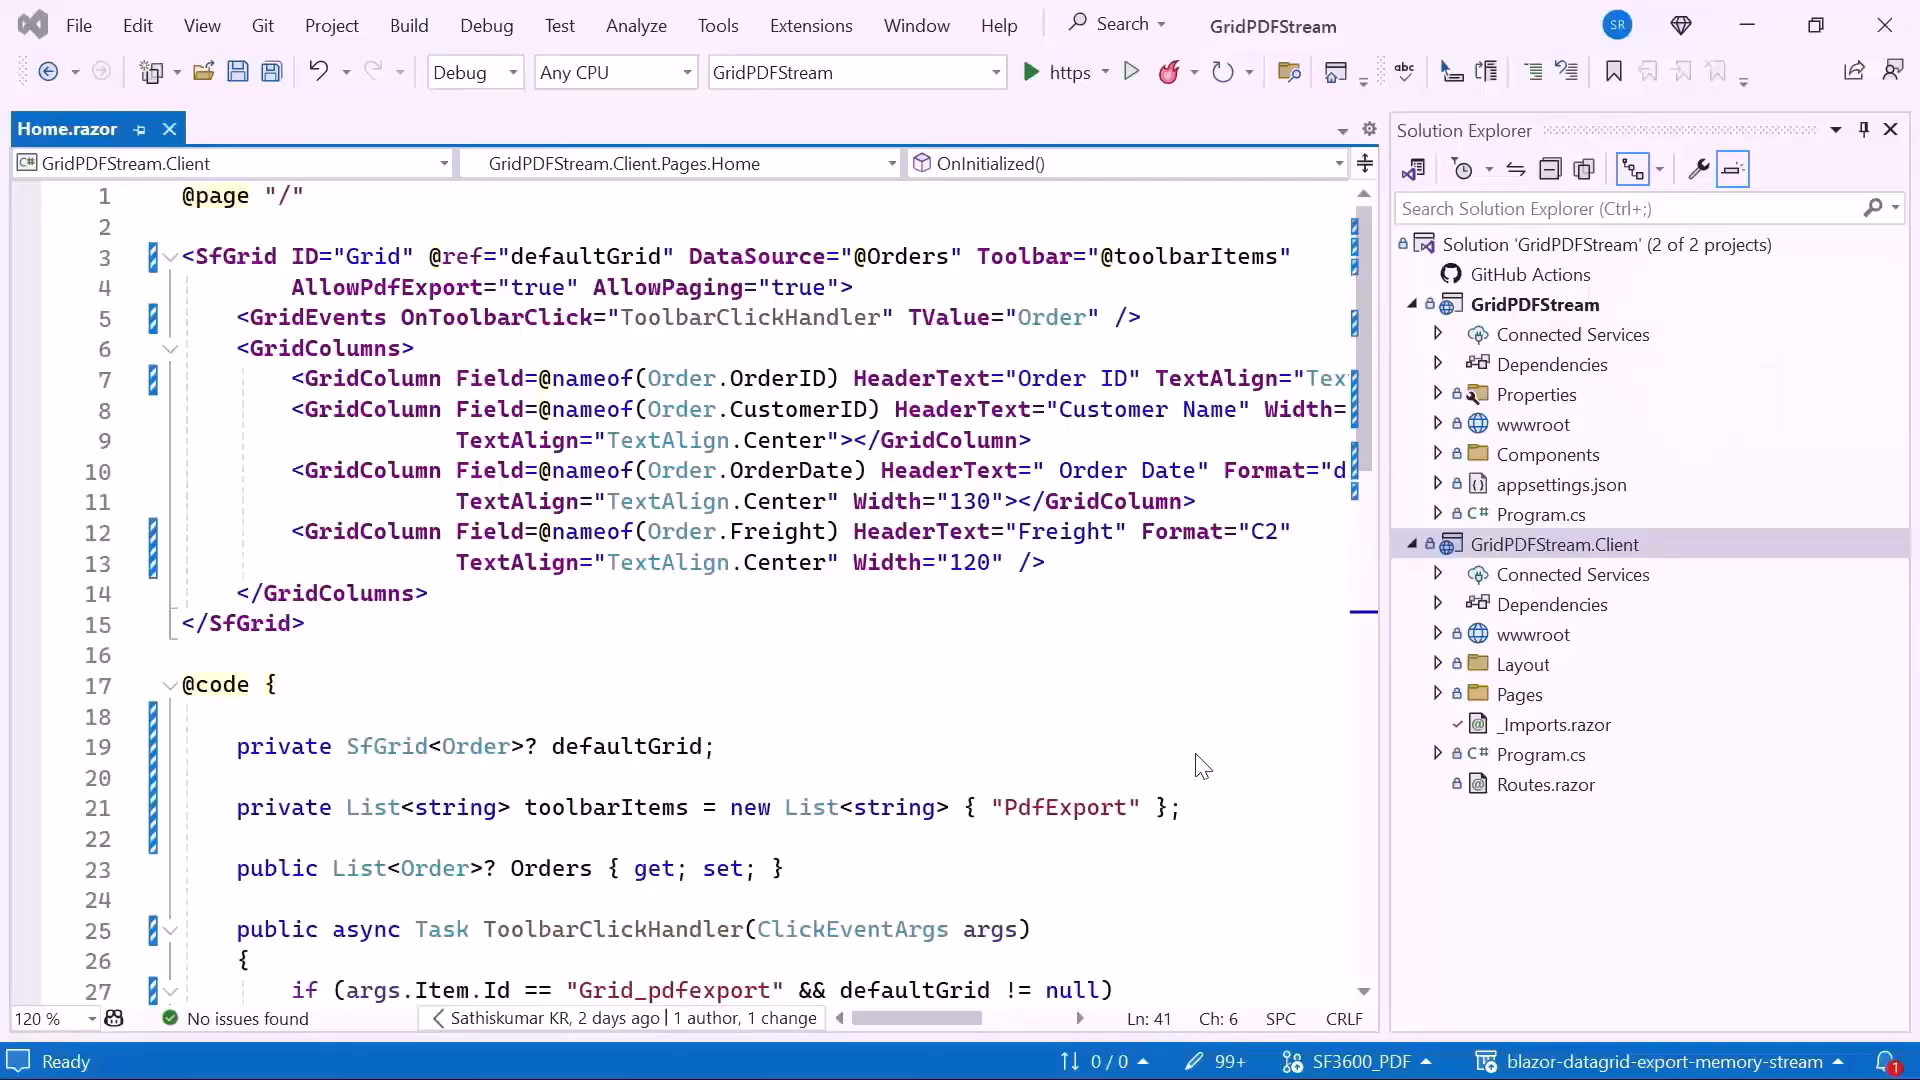 File Edit View Git Project Build Debug Test Analyze Tools Extensions Window Help Search GridPDFStream SR
Debug Any CPU GridPDFStream https
Home.razor
GridPDFStream.Client GridPDFStream.Client.Pages.Home OnInitialized()
1 @page "/"
2
3 <SfGrid ID="Grid" @ref="defaultGrid" DataSource="@Orders" Toolbar="@toolbarItems"
4 AllowPdfExport="true" AllowPaging="true">
5 <GridEvents OnToolbarClick="ToolbarClickHandler" TValue="Order" />
6 <GridColumns>
7 <GridColumn Field=@nameof(Order.OrderID) HeaderText="Order ID" TextAlign="Tex
8 <GridColumn Field=@nameof(Order.CustomerID) HeaderText="Customer Name" Width=
9 TextAlign="TextAlign.Center"></GridColumn>
10 <GridColumn Field=@nameof(Order.OrderDate) HeaderText=" Order Date" Format="d
11 TextAlign="TextAlign.Center" Width="130"></GridColumn>
12 <GridColumn Field=@nameof(Order.Freight) HeaderText="Freight" Format="C2"
13 TextAlign="TextAlign.Center" Width="120" />
14 </GridColumns>
15 </SfGrid>
16
17 @code {
18
19 private SfGrid<Order>? defaultGrid;
20
21 private List<string> toolbarItems = new List<string> { "PdfExport" };
22
23 public List<Order>? Orders { get; set; }
24
25 public async Task ToolbarClickHandler(ClickEventArgs args)
26 {
27 if (args.Item.Id == "Grid_pdfexport" && defaultGrid != null)
120 % No issues found Sathiskumar KR, 2 days ago | 1 author, 1 change Ln: 41 Ch: 6 SPC CRLF
Solution Explorer
Search Solution Explorer (Ctrl+;)
Solution 'GridPDFStream' (2 of 2 projects)
GitHub Actions
GridPDFStream
Connected Services
Dependencies
Properties
wwwroot
Components
appsettings.json
C# Program.cs
GridPDFStream.Client
Connected Services
Dependencies
wwwroot
Layout
Pages
_Imports.razor
C# Program.cs
Routes.razor
Ready 0 / 0 99+ SF3600_PDF blazor-datagrid-export-memory-stream 1